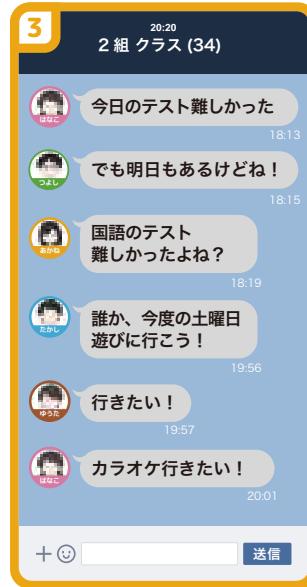 3
20:20
2組 クラス (34)
今日のテスト難しかった
はなこ
18:13
でも明日もあるけどね！
つよし
18:15
国語のテスト
難しかったよね？
あかね
18:19
誰か、今度の土曜日
遊びに行こう！
たかし
19:56
行きたい！
ゆうた
19:57
カラオケ行きたい！
はなこ
20:01
送信